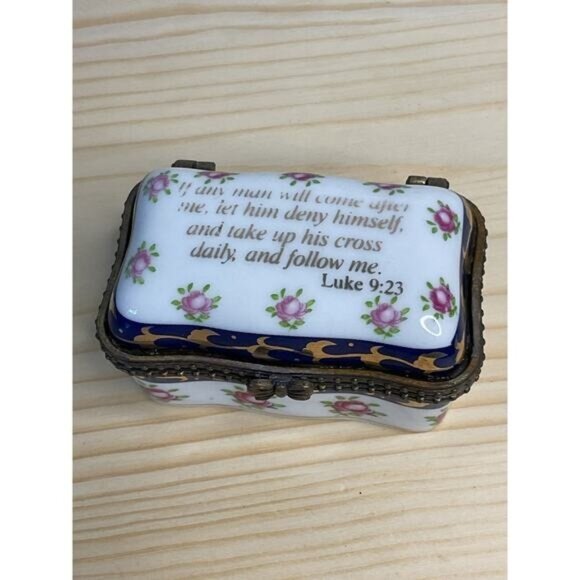 If any man will come after
me, let him deny himself,
and take up his cross
daily, and follow me.
Luke 9:23